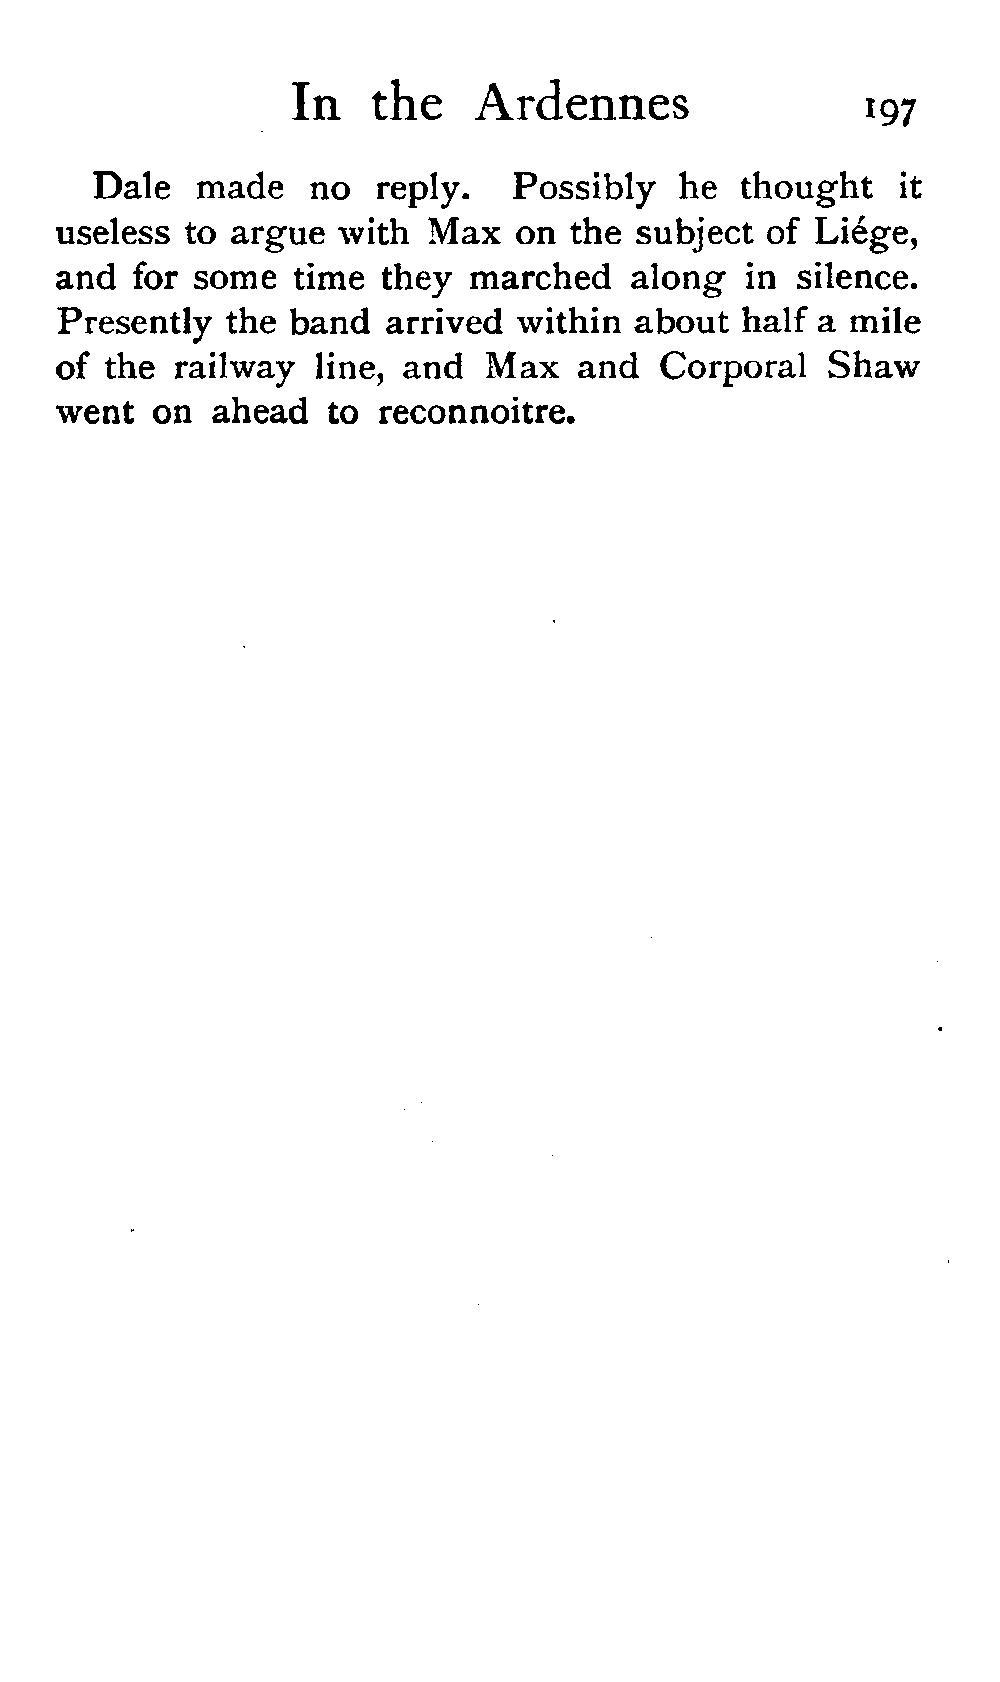 In the Ardennes 197
Dale made no reply. Possibly he thought it
useless to argue with Max on the subject of Liége,
and for some time they marched along in silence.
Presently the band arrived within about half a mile
of the railway line, and Max and Corporal Shaw
went on ahead to reconnoitre.